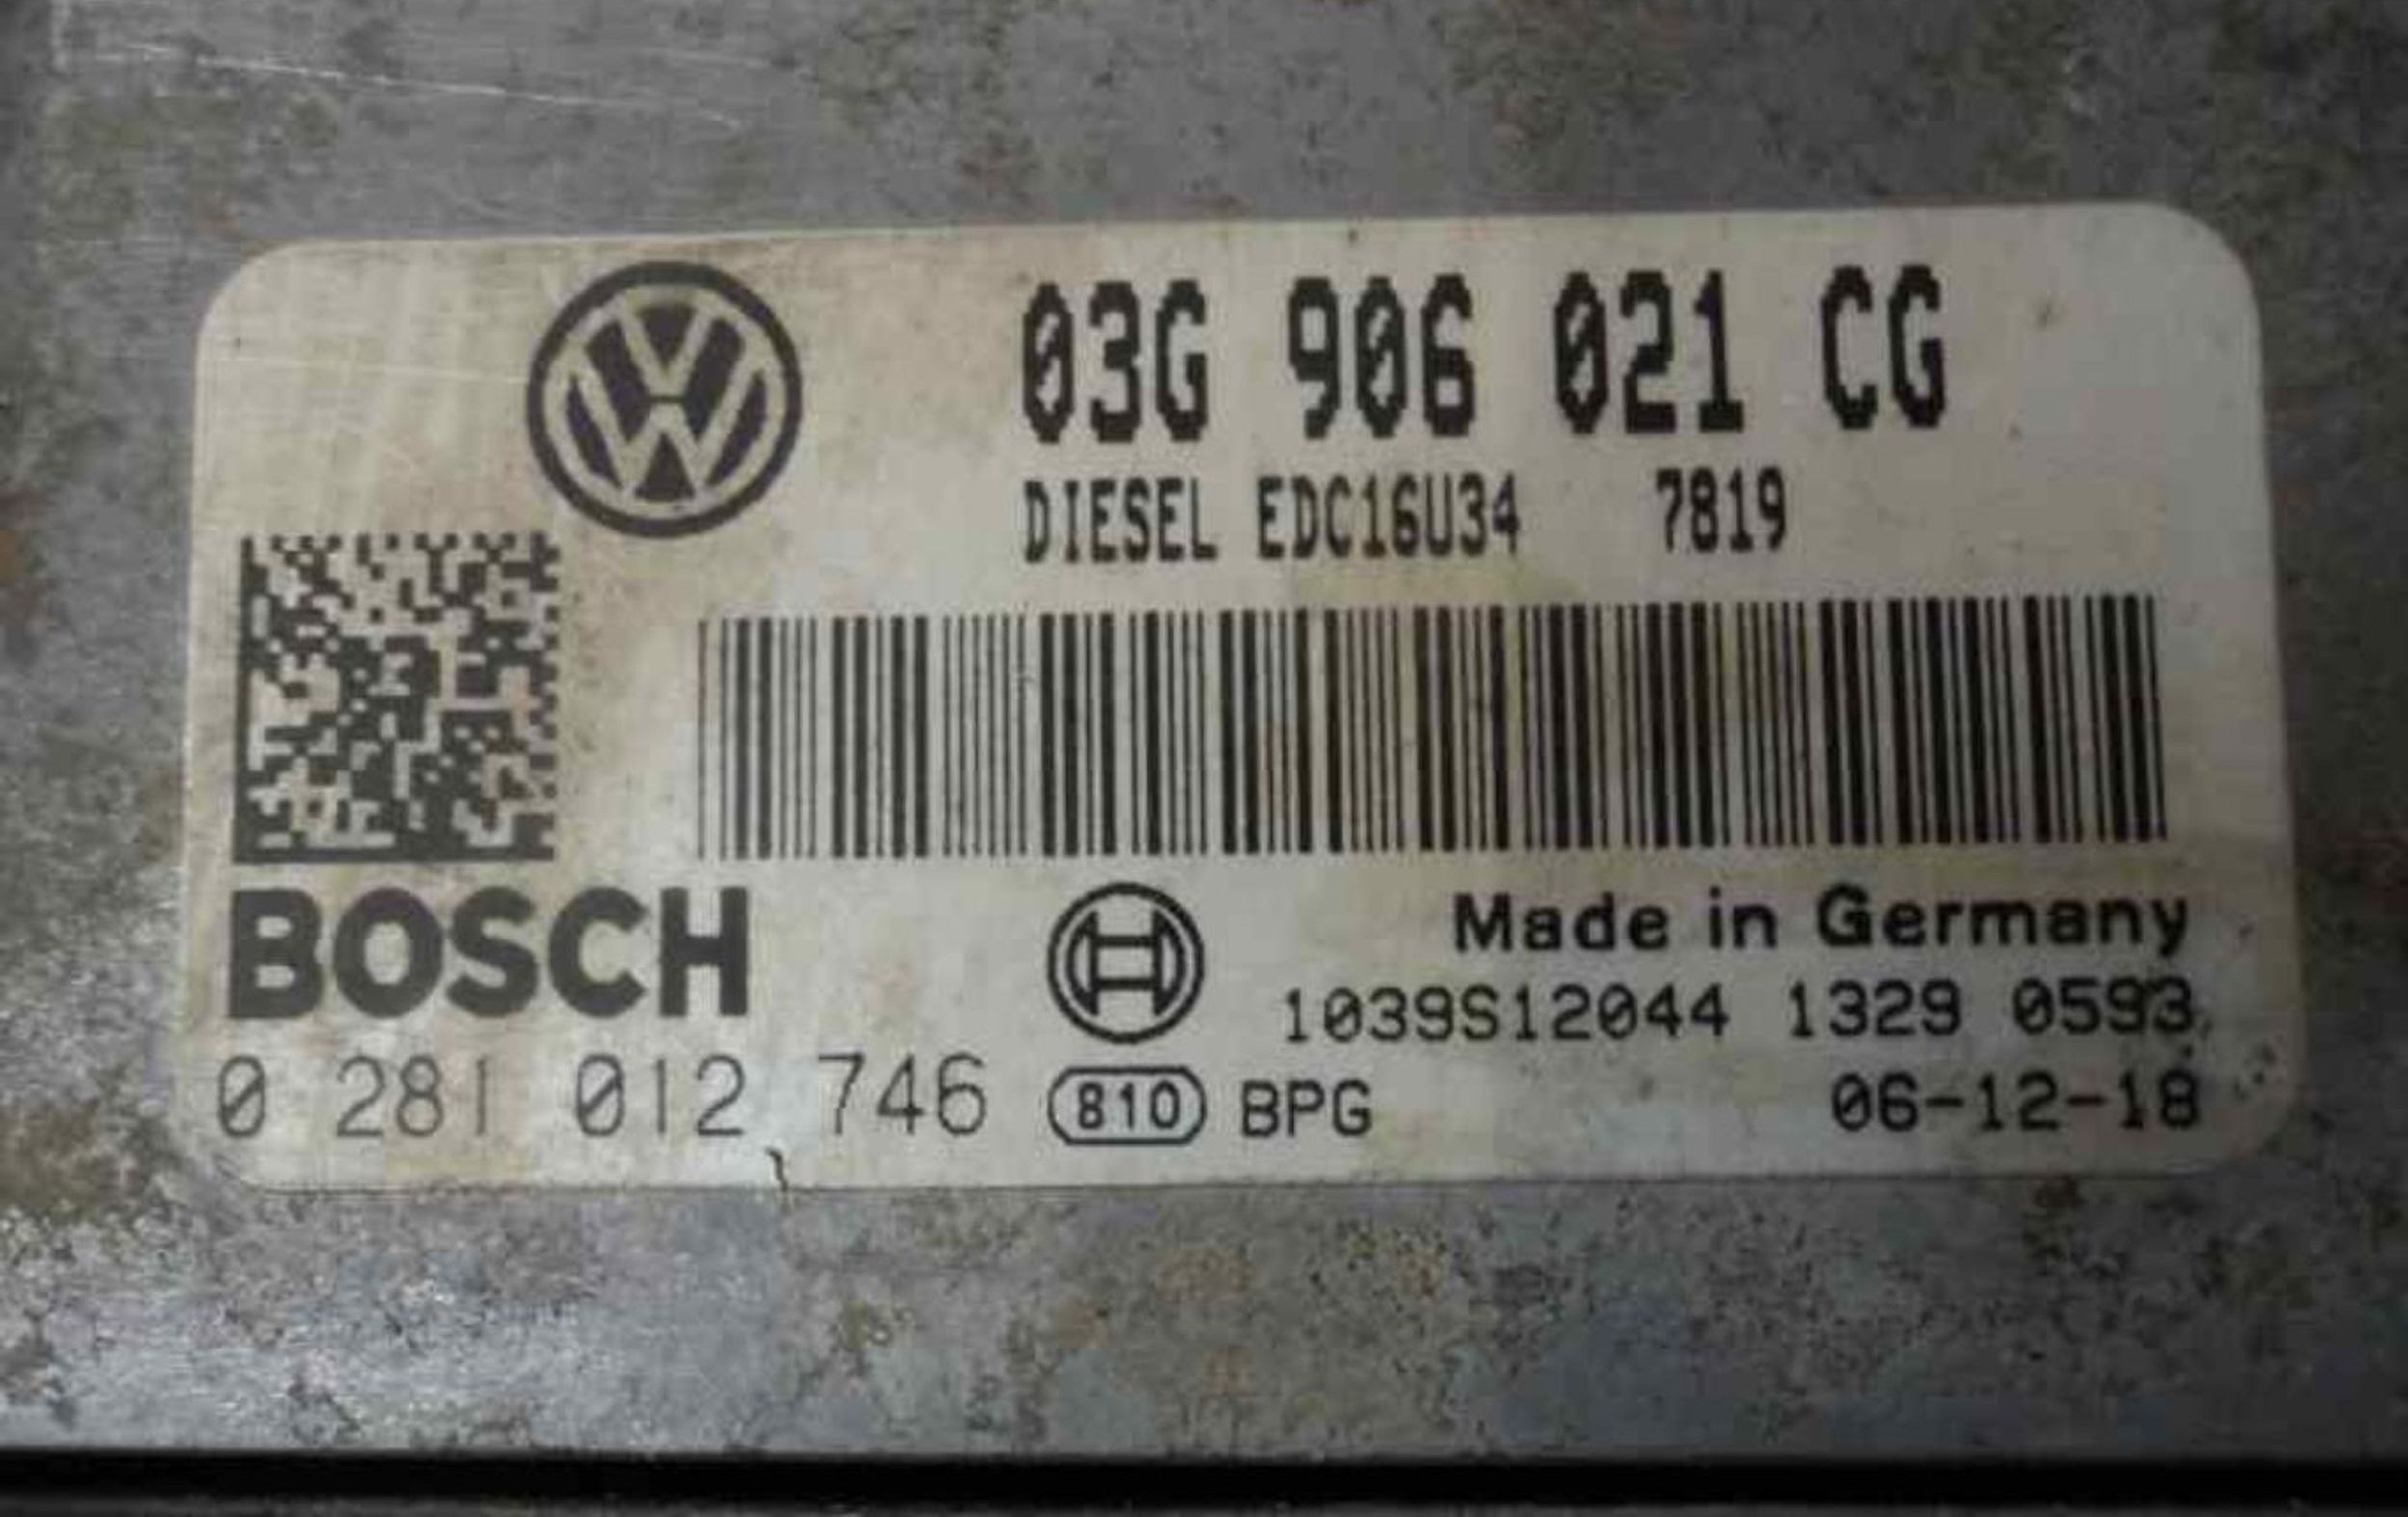 03G 906 021 CG
DIESEL EDC16U34 7819
BOSCH
Made in Germany
1039S12044 1329 0593
0 281 012 746 810 BPG 06-12-18